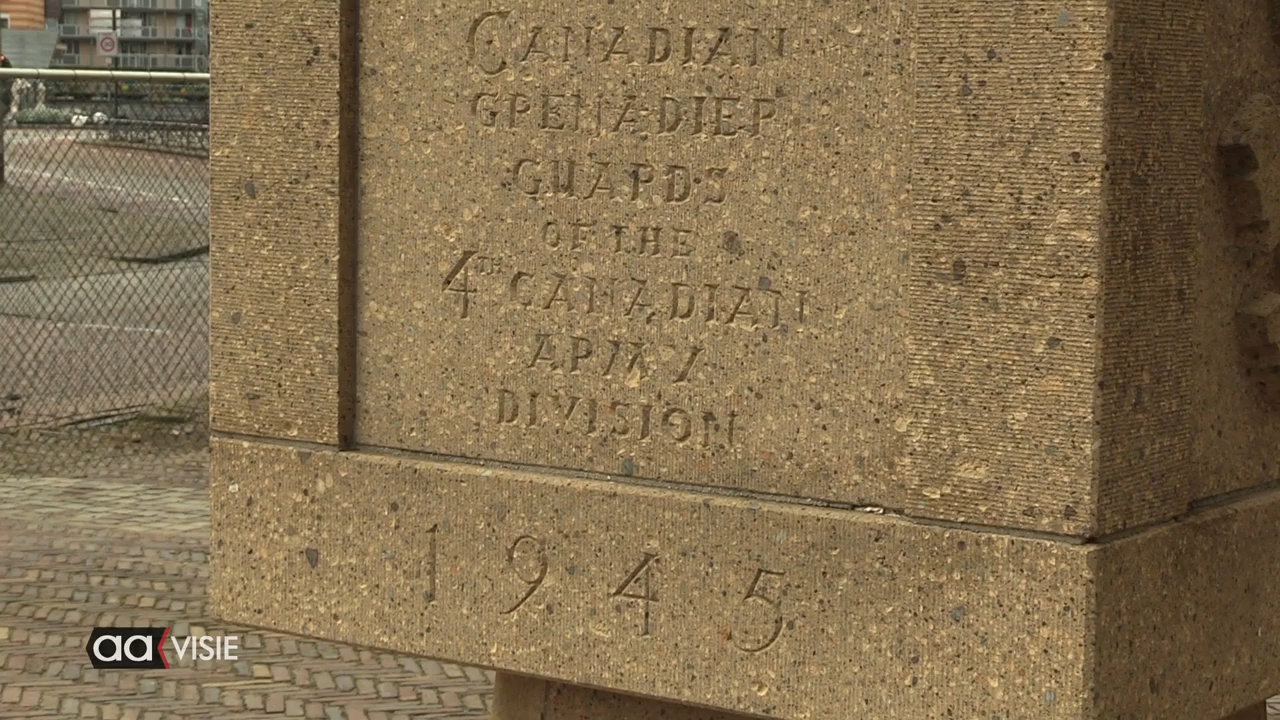 CANADIAN
GRENADIER
GUARDS
OF THE
4TH CANADIAN
ARMY
DIVISION
1945
aa VISIE